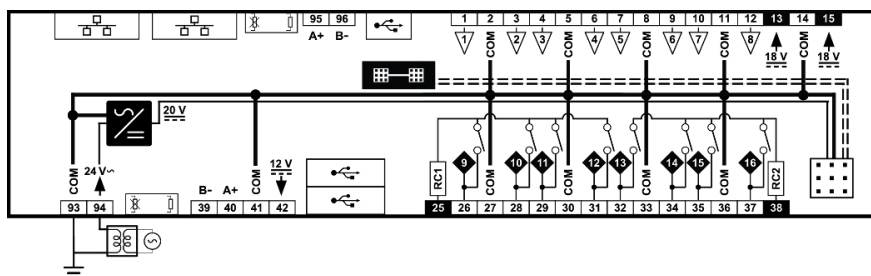 95 96
A+ B-
1 2 3 4 5 6 7 8 9 10 11 12 13 14 15
1 COM 2 3 COM 4 5 COM 6 7 COM 8 18 V COM 18 V
20 V
COM 24 V~ COM 12 V
B- A+
RC1 9 COM 10 11 COM 12 13 COM 14 15 COM 16 RC2
93 94 39 40 41 42 25 26 27 28 29 30 31 32 33 34 35 36 37 38